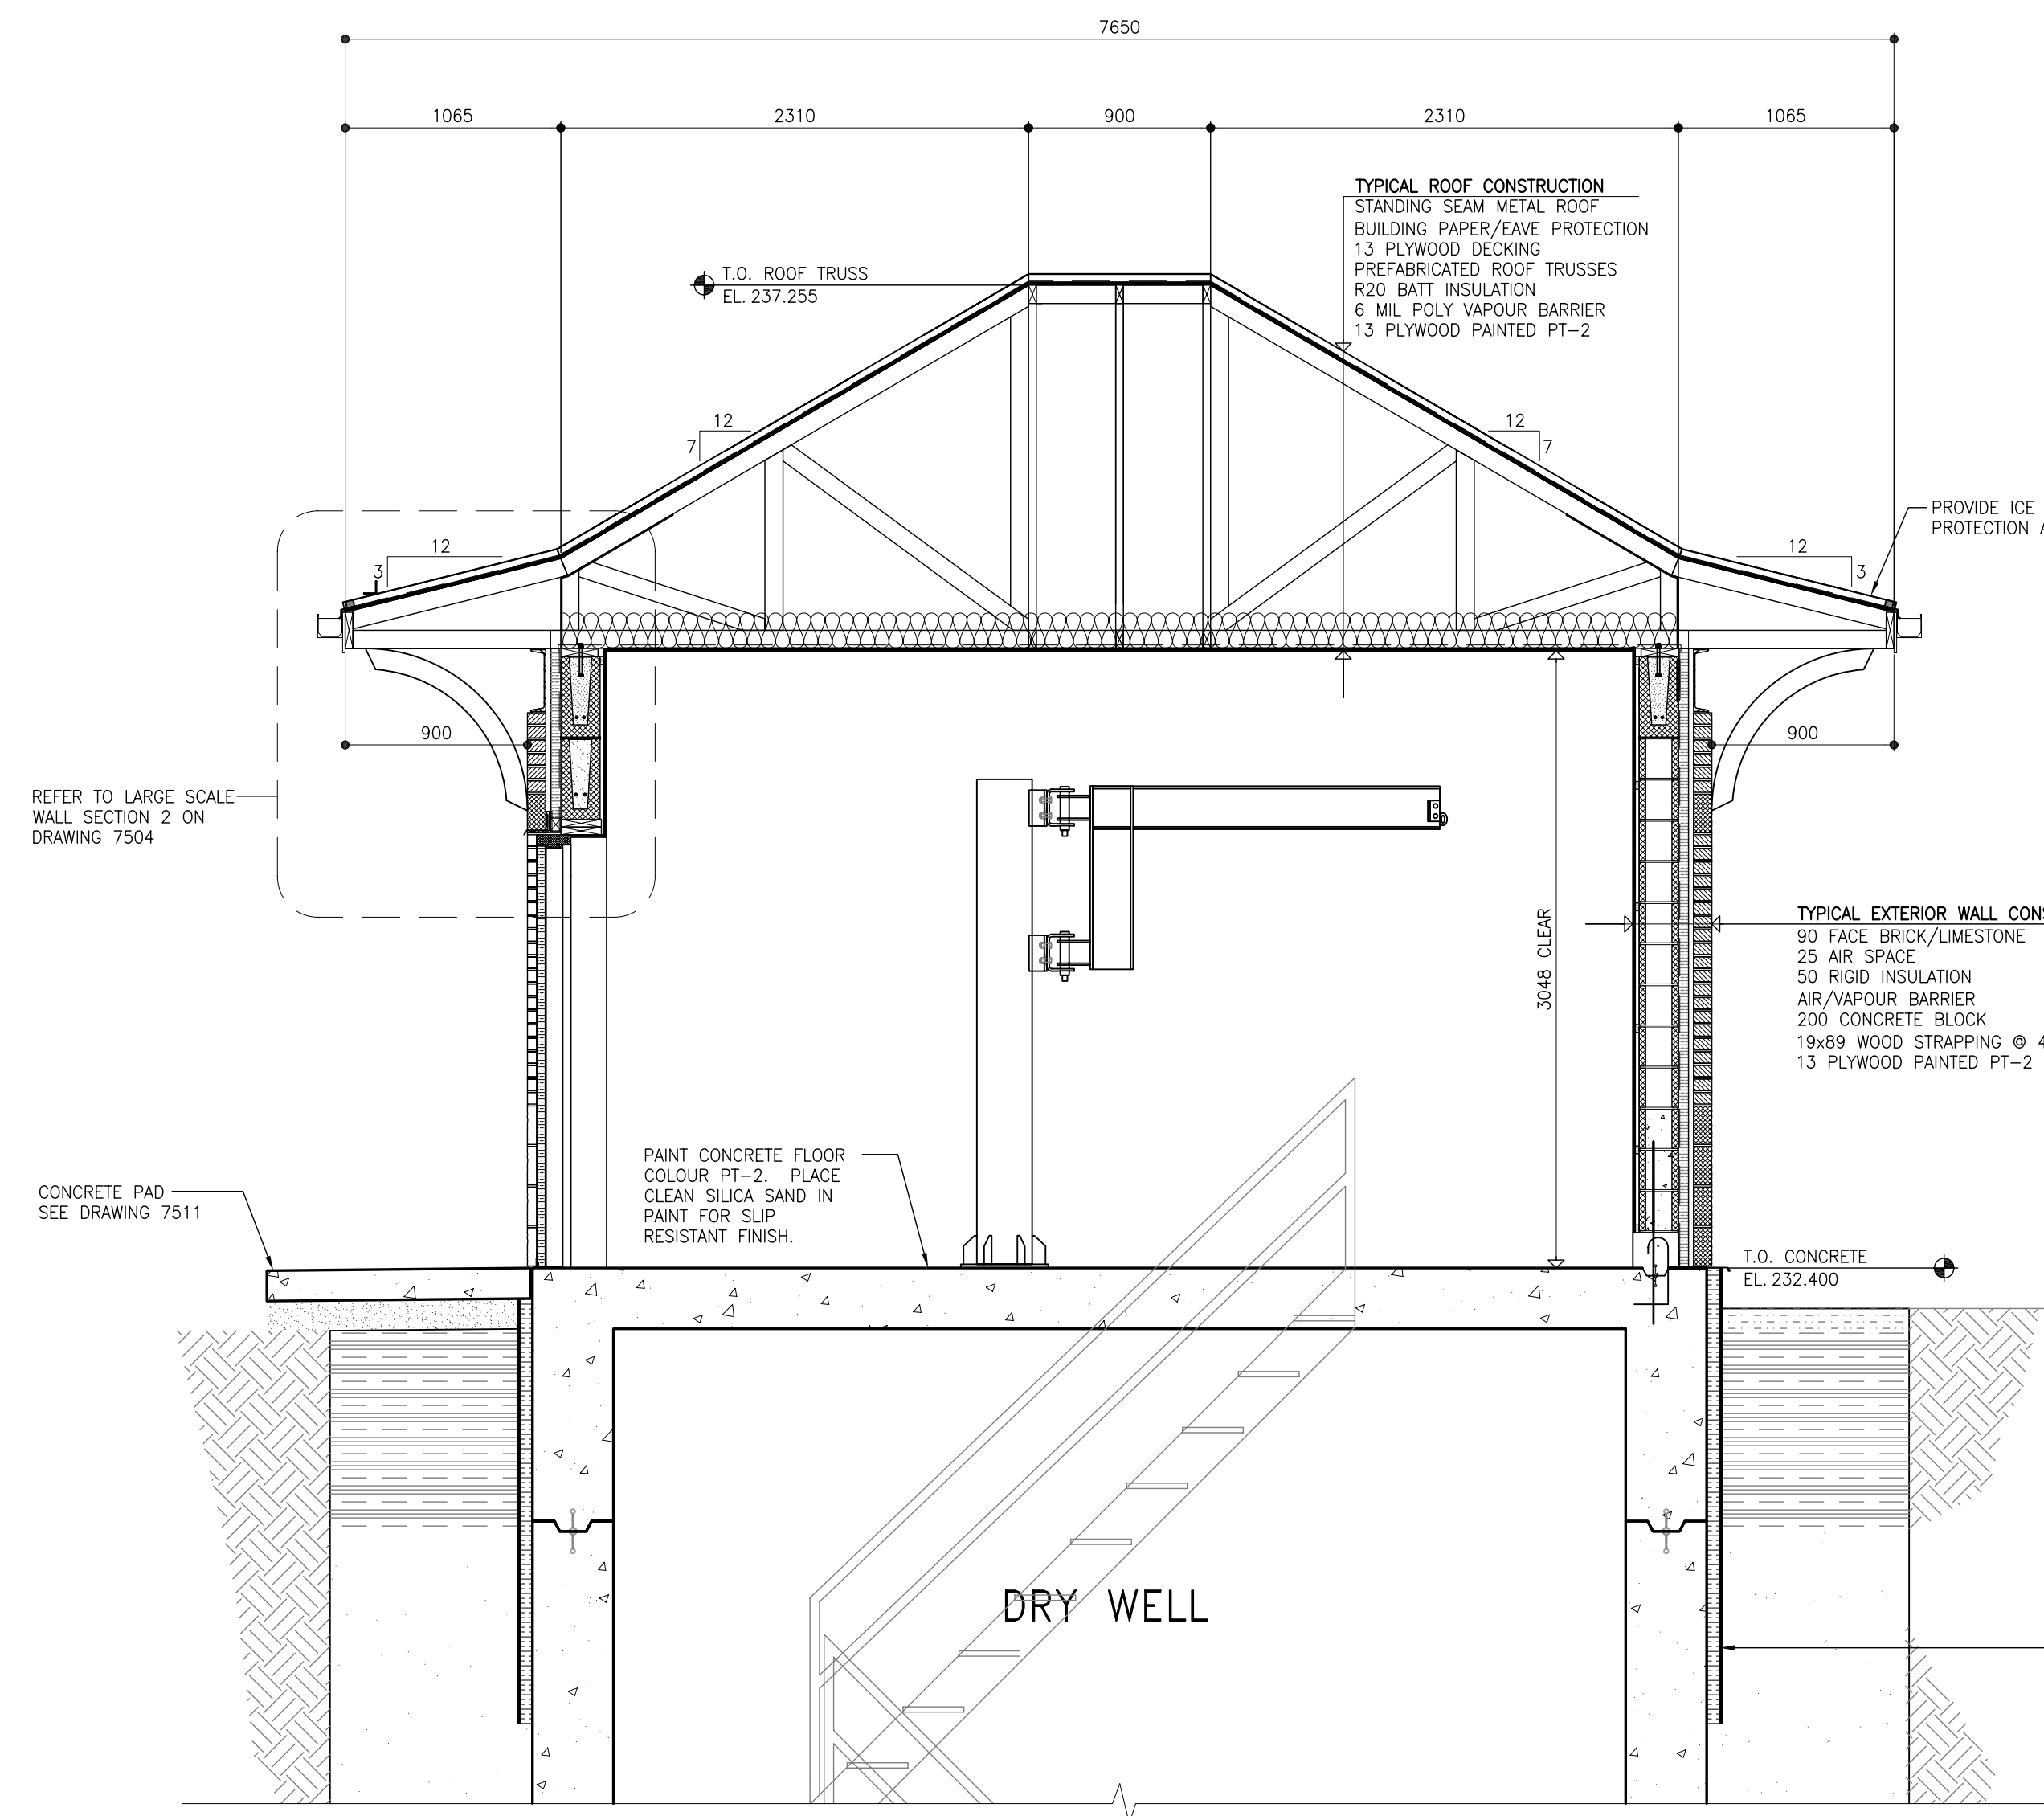 7650
1065
2310
900
2310
1065
TYPICAL ROOF CONSTRUCTION
STANDING SEAM METAL ROOF
BUILDING PAPER/EAVE PROTECTION
13 PLYWOOD DECKING
PREFABRICATED ROOF TRUSSES
R20 BATT INSULATION
6 MIL POLY VAPOUR BARRIER
13 PLYWOOD PAINTED PT-2
T.O. ROOF TRUSS
EL. 237.255
12
7
12
7
PROVIDE ICE
PROTECTION A
12
3
12
3
900
900
REFER TO LARGE SCALE
WALL SECTION 2 ON
DRAWING 7504
3048 CLEAR
TYPICAL EXTERIOR WALL CONS
90 FACE BRICK/LIMESTONE
25 AIR SPACE
50 RIGID INSULATION
AIR/VAPOUR BARRIER
200 CONCRETE BLOCK
19x89 WOOD STRAPPING @ 4
13 PLYWOOD PAINTED PT-2
PAINT CONCRETE FLOOR
COLOUR PT-2. PLACE
CLEAN SILICA SAND IN
PAINT FOR SLIP
RESISTANT FINISH.
CONCRETE PAD
SEE DRAWING 7511
T.O. CONCRETE
EL. 232.400
DRY WELL